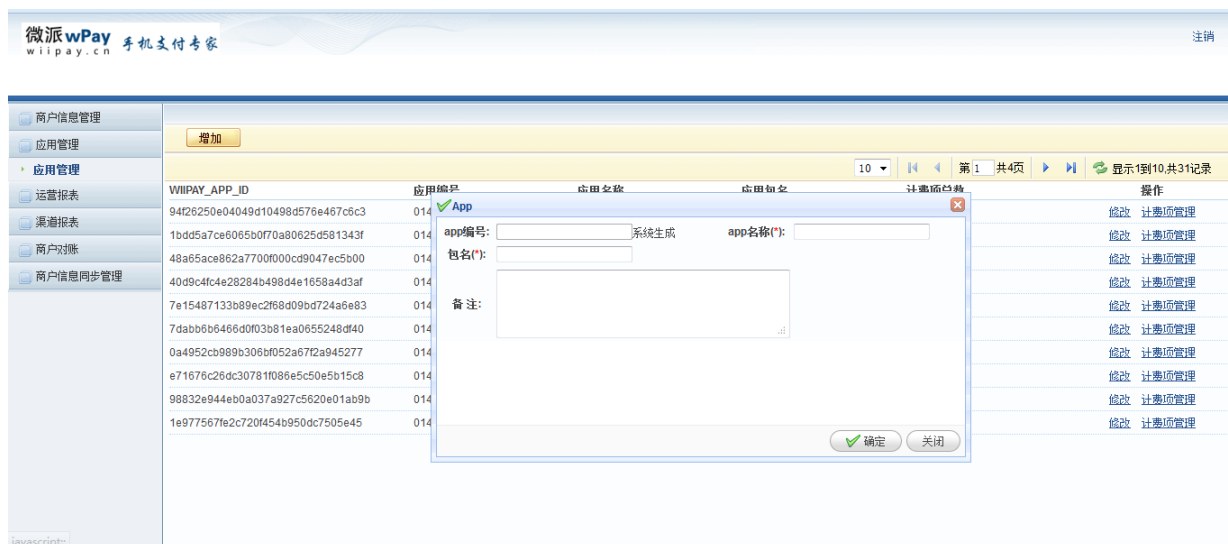 微派wPay 手机支付专家
wiipay.cn
注销
商户信息管理
应用管理
应用管理
运营报表
渠道报表
商户对账
商户信息同步管理
增加
10 第 1 共4页 显示1到10,共31记录
WIIPAY_APP_ID 应用编号 应用名称 应用包名 计费项总数 操作
94f26250e04049d10498d576e467c6c3 014 修改 计费项管理
1bdd5a7ce6065b0f70a80625d581343f 014 修改 计费项管理
48a65ace862a7700f000cd9047ec5b00 014 修改 计费项管理
40d9c4fc4e28284b498d4e1658a4d3af 014 修改 计费项管理
7e15487133b89ec2f68d09bd724a6e83 014 修改 计费项管理
7dabb6b6466d0f03b81ea0655248df40 014 修改 计费项管理
0a4952cb989b306bf052a67f2a945277 014 修改 计费项管理
e71676c26dc30781f086e5c50e5b15c8 014 修改 计费项管理
98832e944eb0a037a927c5620e01ab9b 014 修改 计费项管理
1e977567fe2c720f454b950dc7505e45 014 修改 计费项管理
App
app编号: 系统生成 app名称(*):
包名(*):
备 注:
确定 关闭
javascript:;